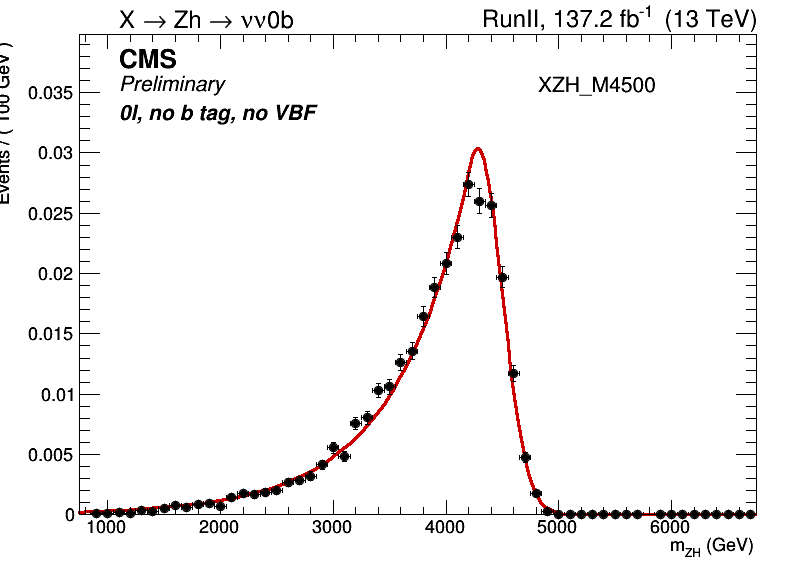 X → Zh → νν0b
RunII, 137.2 fb-1 (13 TeV)
CMS
Preliminary
0l, no b tag, no VBF
XZH_M4500
Events / ( 100 GeV )
0.035
0.03
0.025
0.02
0.015
0.01
0.005
0
1000 2000 3000 4000 5000 6000
mZH (GeV)